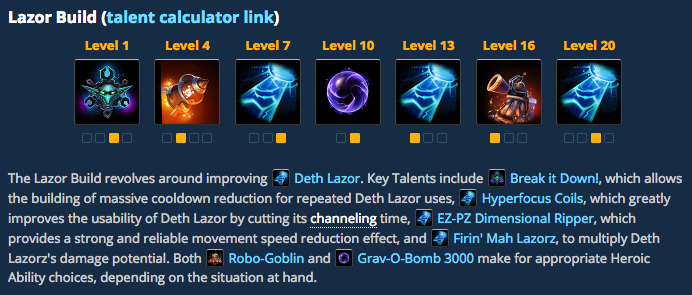 Lazor Build (talent calculator link)
Level 1 Level 4 Level 7 Level 10 Level 13 Level 16 Level 20
The Lazor Build revolves around improving Deth Lazor. Key Talents include Break it Down!, which allows
the building of massive cooldown reduction for repeated Deth Lazor uses, Hyperfocus Coils, which greatly
improves the usability of Deth Lazor by cutting its channeling time, EZ-PZ Dimensional Ripper, which
provides a strong and reliable movement speed reduction effect, and Firin' Mah Lazorz, to multiply Deth
Lazorz's damage potential. Both Robo-Goblin and Grav-O-Bomb 3000 make for appropriate Heroic
Ability choices, depending on the situation at hand.